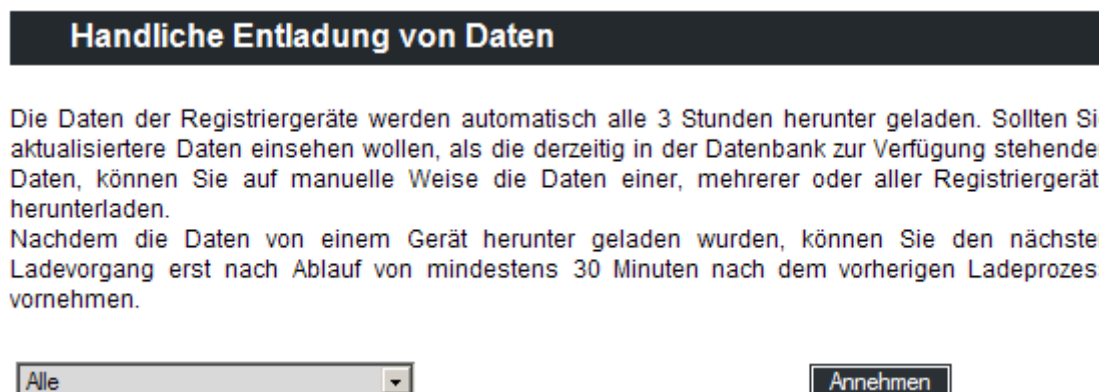 Handliche Entladung von Daten
Die Daten der Registriergeräte werden automatisch alle 3 Stunden herunter geladen. Sollten Si
aktualisiertere Daten einsehen wollen, als die derzeitig in der Datenbank zur Verfügung stehende
Daten, können Sie auf manuelle Weise die Daten einer, mehrerer oder aller Registriergerät
herunterladen.
Nachdem die Daten von einem Gerät herunter geladen wurden, können Sie den nächste
Ladevorgang erst nach Ablauf von mindestens 30 Minuten nach dem vorherigen Ladeprozes
vornehmen.
Alle
Annehmen